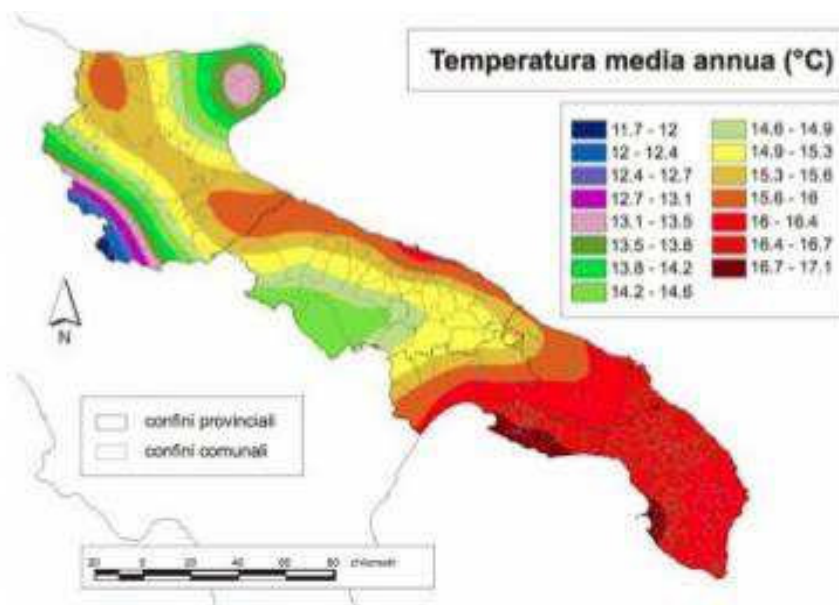 Temperatura media annua (°C)
11.7 - 12
12 - 12.4
12.4 - 12.7
12.7 - 13.1
13.1 - 13.5
13.5 - 13.8
13.8 - 14.2
14.2 - 14.6
14.6 - 14.9
14.9 - 15.3
15.3 - 15.6
15.6 - 16
16 - 16.4
16.4 - 16.7
16.7 - 17.1
N
confini provinciali
confini comunali
20 0 20 40 60 80 chilometri